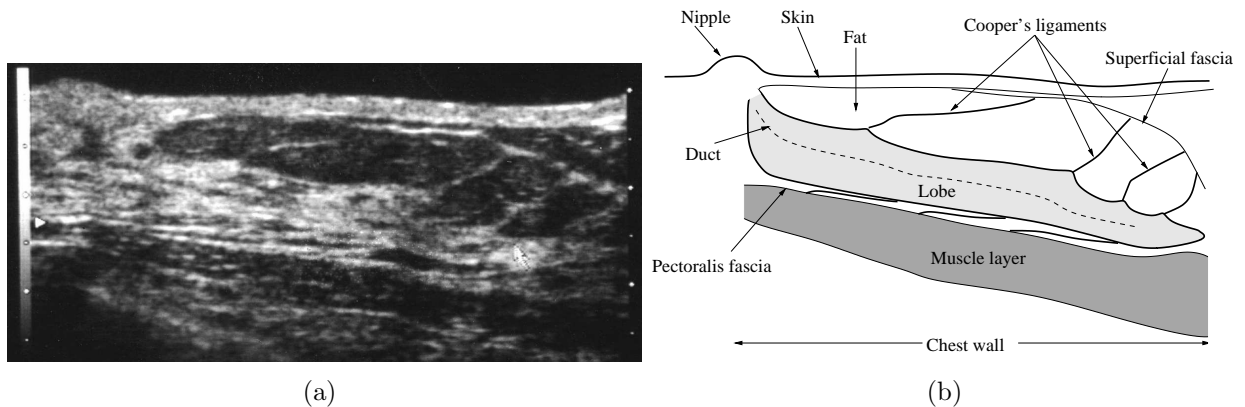 Nipple
Skin
Fat
Cooper's ligaments
Superficial fascia
Duct
Lobe
Pectoralis fascia
Muscle layer
Chest wall
(a)
(b)